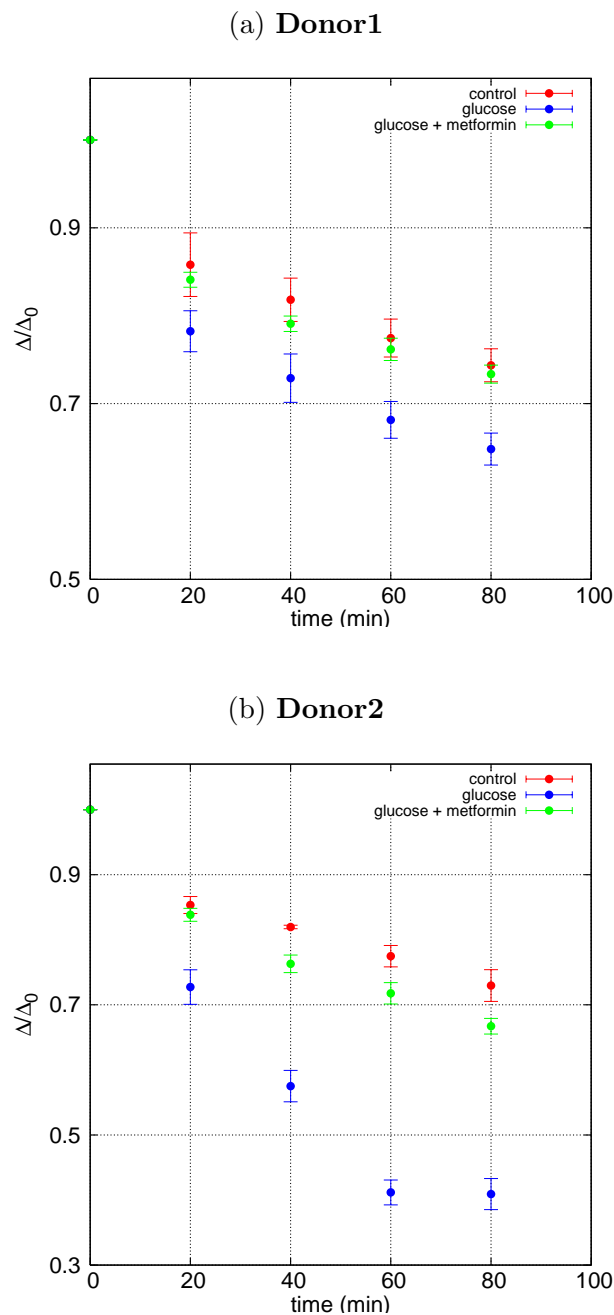 (a) Donor1
control
glucose
glucose + metformin
0.9
0.7
0.5
Δ/Δ0
0 20 40 60 80 100
time (min)
(b) Donor2
control
glucose
glucose + metformin
0.9
0.7
0.5
0.3
Δ/Δ0
0 20 40 60 80 100
time (min)